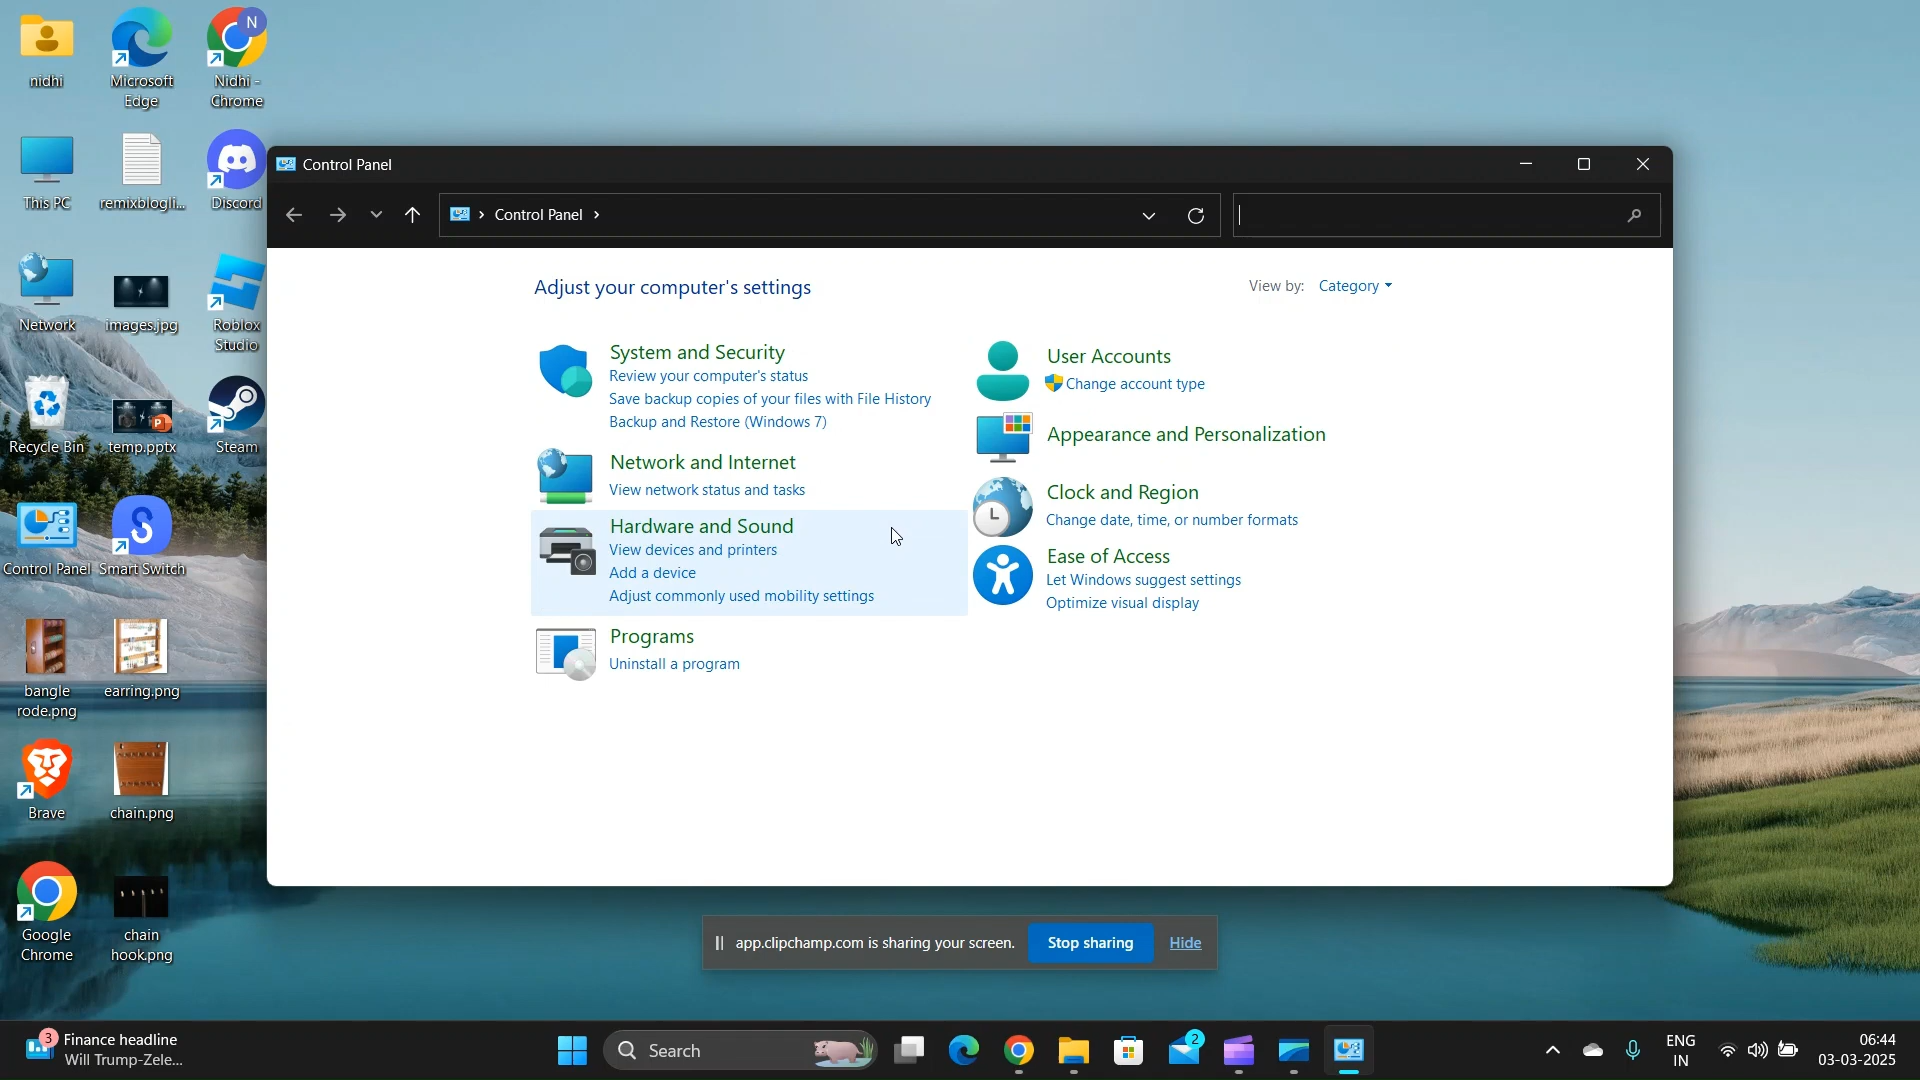 nidhi
Microsoft
Edge
N
Nidhi -
Chrome
This PC
remixblogli...
Discord
Network
images.jpg
Roblox
Studio
Recycle Bin
temp.pptx
Steam
Control Panel
Smart Switch
bangle
rode.png
earring.png
Brave
chain.png
Google
Chrome
chain
hook.png
Control Panel
Control Panel
Adjust your computer's settings
View by: Category
System and Security
Review your computer's status
Save backup copies of your files with File History
Backup and Restore (Windows 7)
Network and Internet
View network status and tasks
Hardware and Sound
View devices and printers
Add a device
Adjust commonly used mobility settings
Programs
Uninstall a program
User Accounts
Change account type
Appearance and Personalization
Clock and Region
Change date, time, or number formats
Ease of Access
Let Windows suggest settings
Optimize visual display
app.clipchamp.com is sharing your screen.
Stop sharing
Hide
3
Finance headline
Will Trump-Zele...
Search
2
ENG
IN
06:44
03-03-2025